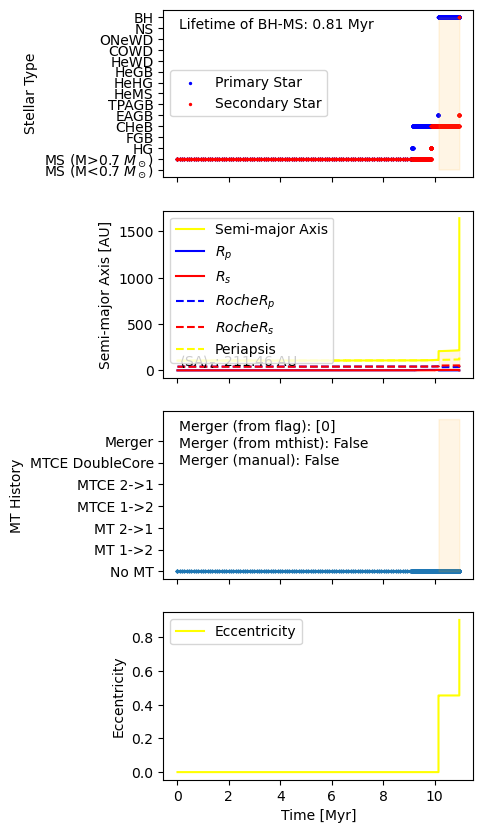 Stellar Type
BH
NS
ONeWD
COWD
HeWD
HeGB
HeHG
HeMS
TPAGB
EAGB
CHeB
FGB
HG
MS (M>0.7 M⊙)
MS (M<0.7 M⊙)
Lifetime of BH-MS: 0.81 Myr
Primary Star
Secondary Star
Semi-major Axis [AU]
1500
1000
500
0
Semi-major Axis
Rp
Rs
RocheRp
RocheRs
Periapsis
211.46 AU
MT History
Merger
MTCE DoubleCore
MTCE 2->1
MTCE 1->2
MT 2->1
MT 1->2
No MT
Merger (from flag): [0]
Merger (from mthist): False
Merger (manual): False
Eccentricity
0.8
0.6
0.4
0.2
0.0
Eccentricity
0 2 4 6 8 10
Time [Myr]